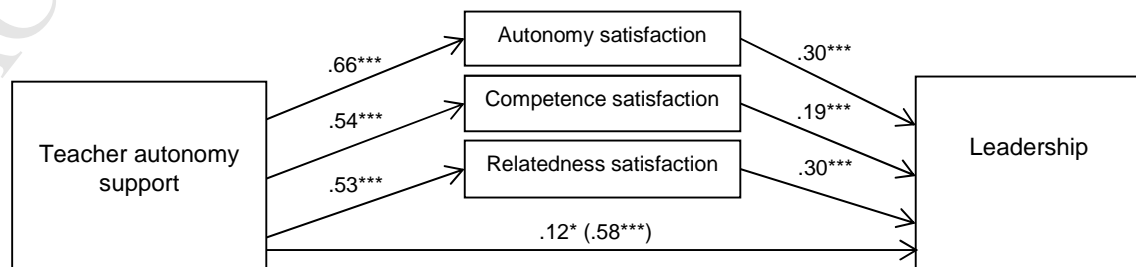 Autonomy satisfaction
.66***
.30***
Competence satisfaction
.54***
.19***
Teacher autonomy
support
Leadership
Relatedness satisfaction
.53***
.30***
.12* (.58***)